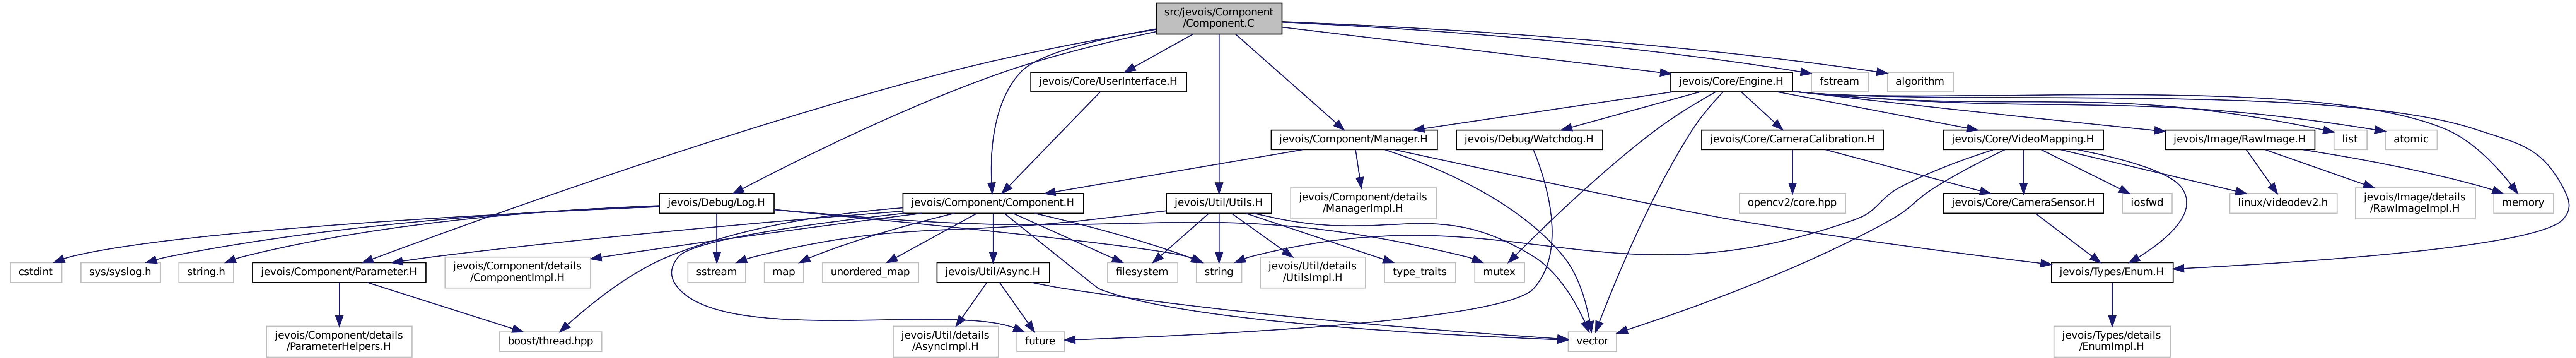 src/jevois/Component
/Component.C
jevois/Core/UserInterface.H
jevois/Core/Engine.H
fstream
algorithm
jevois/Component/Manager.H
jevois/Debug/Watchdog.H
jevois/Core/CameraCalibration.H
jevois/Core/VideoMapping.H
jevois/Image/RawImage.H
list
atomic
jevois/Debug/Log.H
jevois/Component/Component.H
jevois/Util/Utils.H
jevois/Component/details
/ManagerImpl.H
opencv2/core.hpp
jevois/Core/CameraSensor.H
iosfwd
linux/videodev2.h
jevois/Image/details
/RawImageImpl.H
memory
cstdint
sys/syslog.h
string.h
jevois/Component/Parameter.H
jevois/Component/details
/ComponentImpl.H
sstream
map
unordered_map
jevois/Util/Async.H
filesystem
string
jevois/Util/details
/UtilsImpl.H
type_traits
mutex
jevois/Types/Enum.H
jevois/Component/details
/ParameterHelpers.H
boost/thread.hpp
jevois/Util/details
/AsyncImpl.H
future
vector
jevois/Types/details
/EnumImpl.H